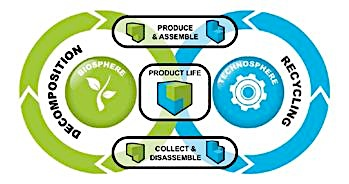 PRODUCE
& ASSEMBLE
DECOMPOSITION
BIOSPHERE
PRODUCT LIFE
TECHNOSPHERE
RECYCLING
COLLECT &
DISASSEMBLE